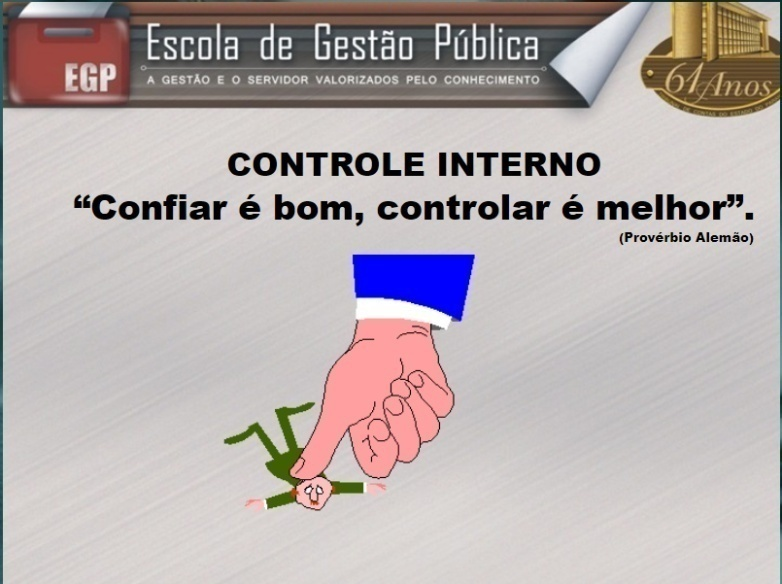 Escola de Gestão Pública
EGP
A GESTÃO E O SERVIDOR VALORIZADOS PELO CONHECIMENTO
61 Anos
CONTROLE INTERNO
“Confiar é bom, controlar é melhor”.
(Provérbio Alemão)